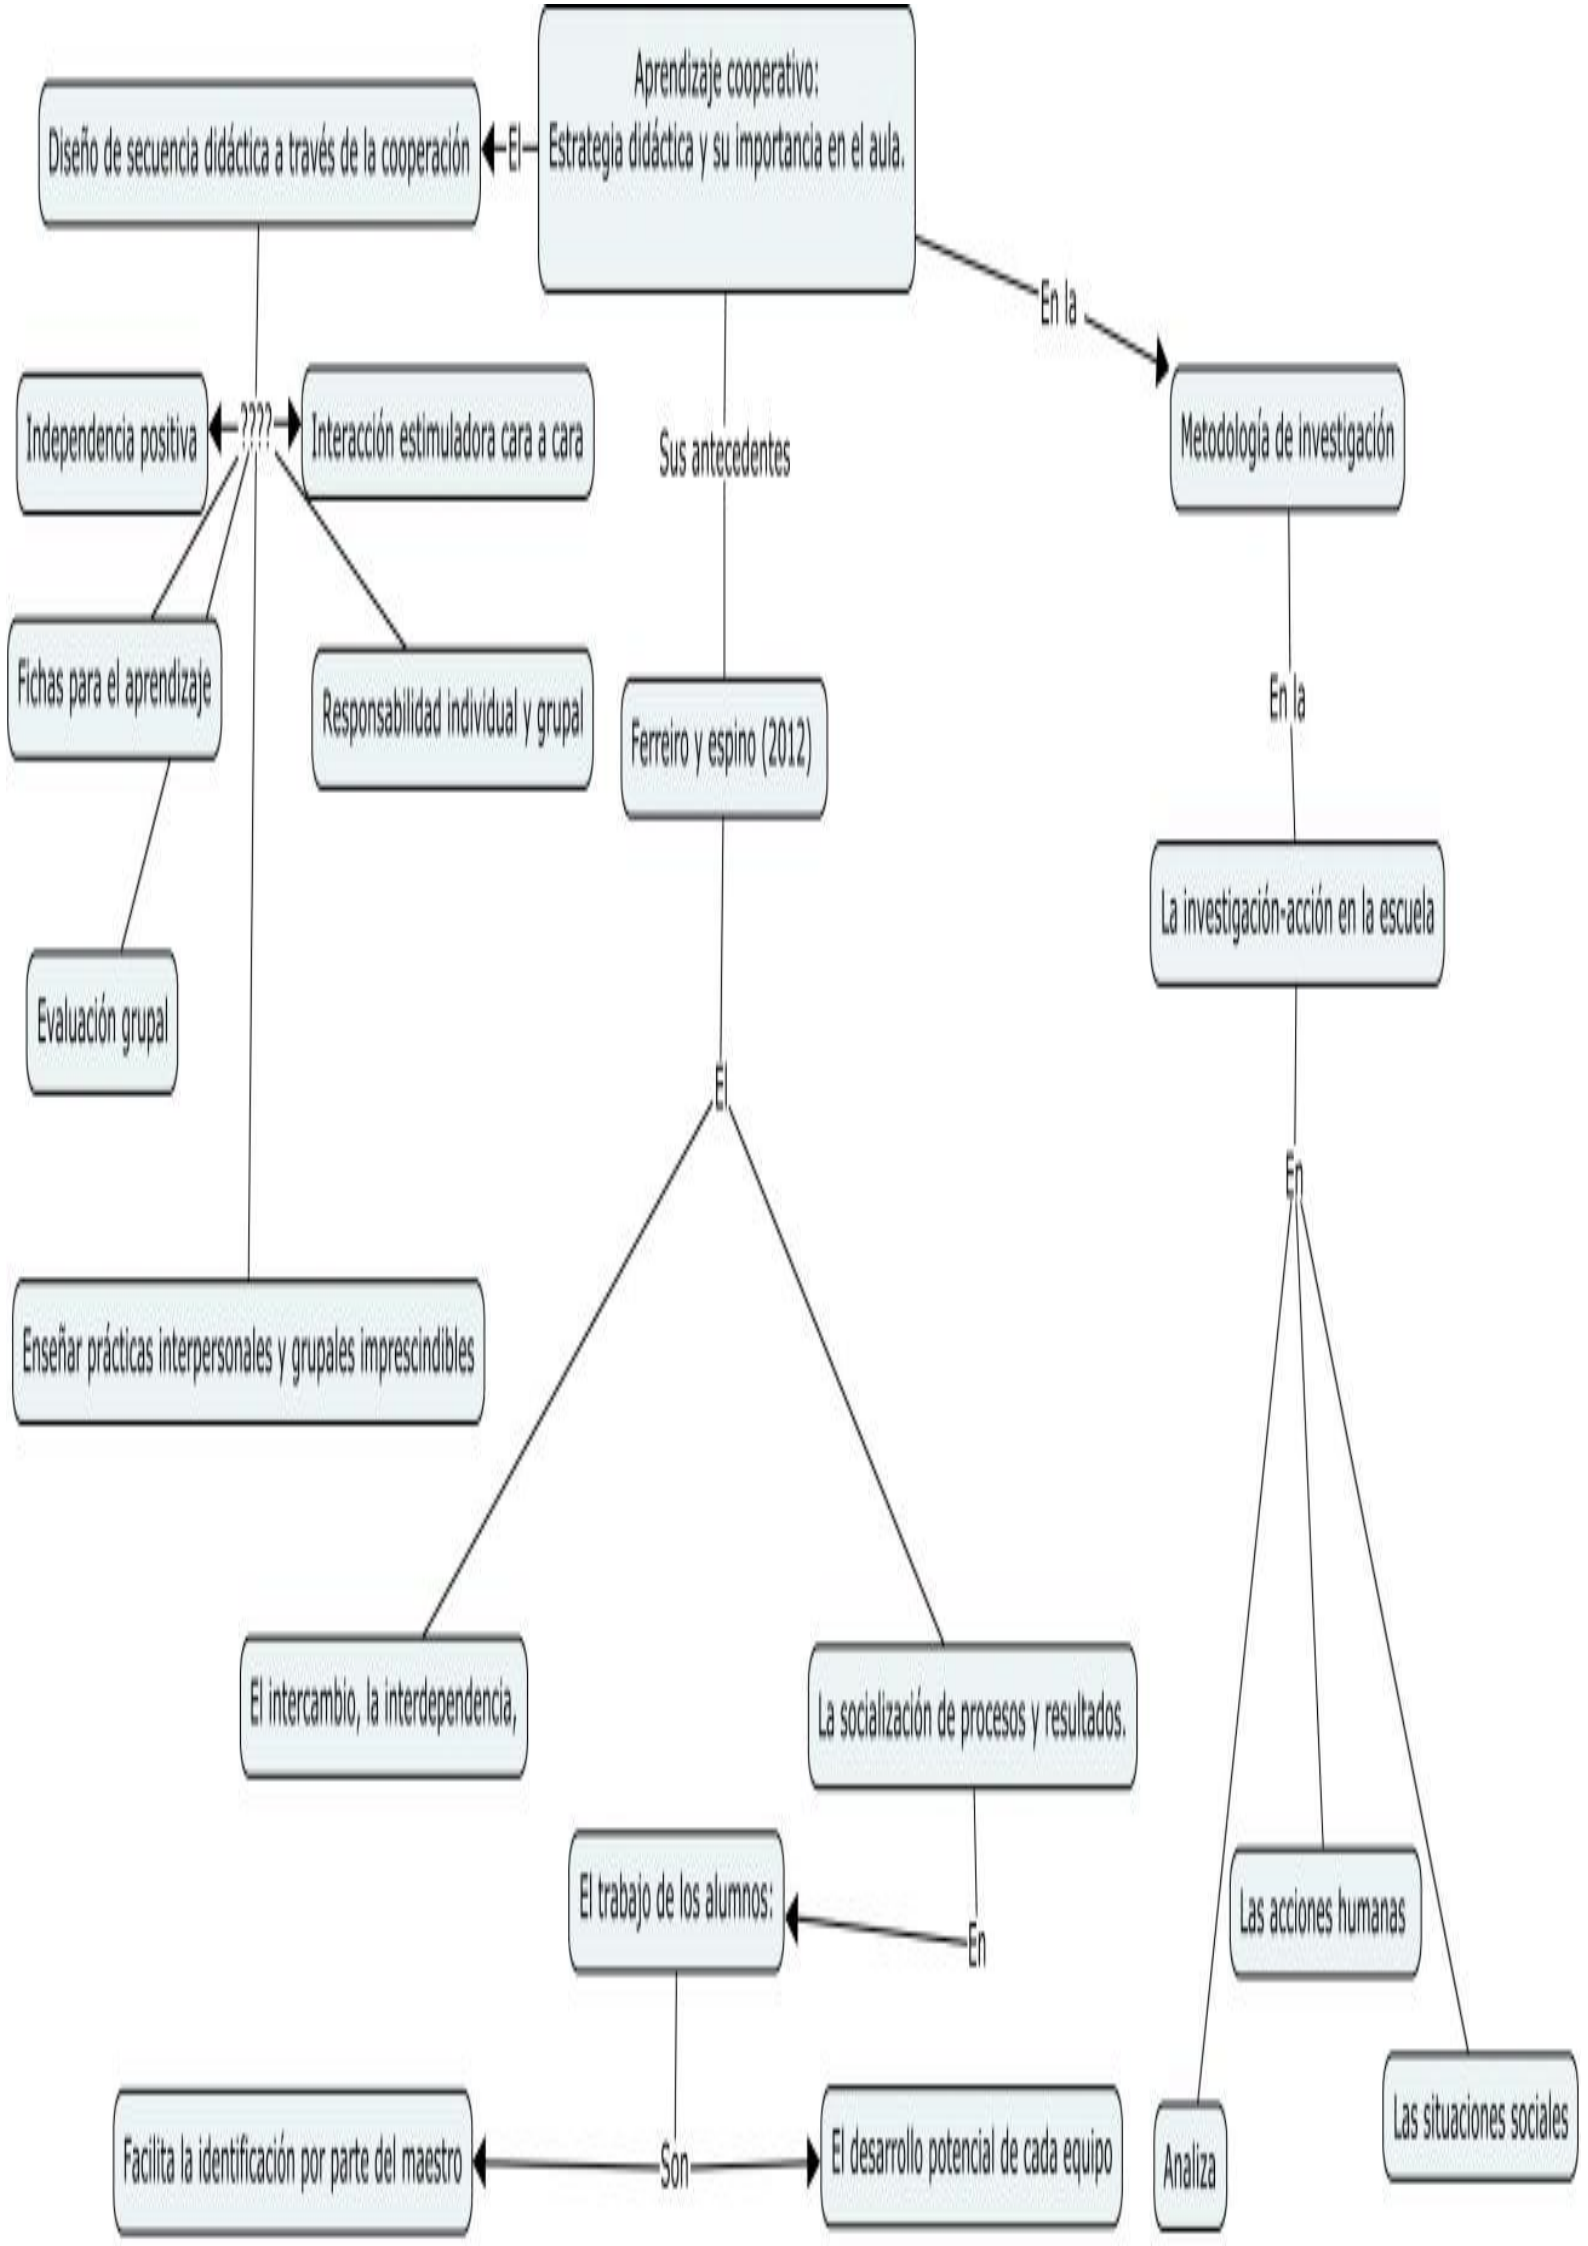 Aprendizaje cooperativo:
Estrategia didáctica y su importancia en el aula.
El
Diseño de secuencia didáctica a través de la cooperación
En la
Independencia positiva
????
Interacción estimuladora cara a cara
Sus antecedentes
Metodología de investigación
Fichas para el aprendizaje
Responsabilidad individual y grupal
Ferreiro y espino (2012)
En la
La investigación-acción en la escuela
Evaluación grupal
El
En
Enseñar prácticas interpersonales y grupales imprescindibles
El intercambio, la interdependencia,
La socialización de procesos y resultados.
El trabajo de los alumnos:
En
Las acciones humanas
Facilita la identificación por parte del maestro
Son
El desarrollo potencial de cada equipo
Analiza
Las situaciones sociales